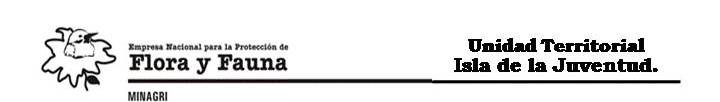 Empresa Nacional para la Protección de
Flora y Fauna
MINAGRI
Unidad Territorial
Isla de la Juventud.